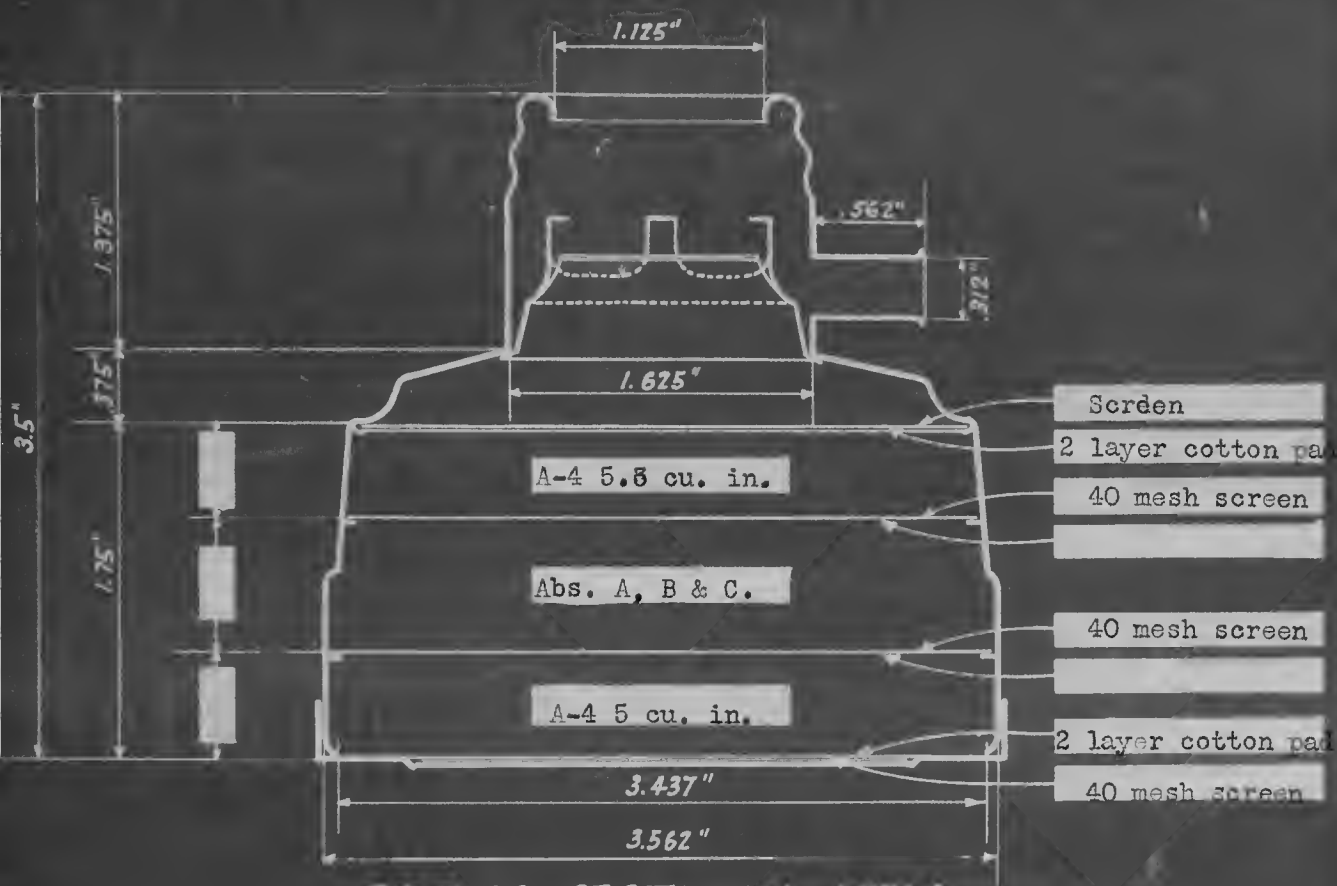 1.125"
.562"
.312"
1.375"
.375"
3.5"
1.75"
1.625"
Scrden
2 layer cotton pad
A-4 5.8 cu. in.
40 mesh screen
Abs. A, B & C.
40 mesh screen
A-4 5 cu. in.
2 layer cotton pad
40 mesh screen
3.437"
3.562"